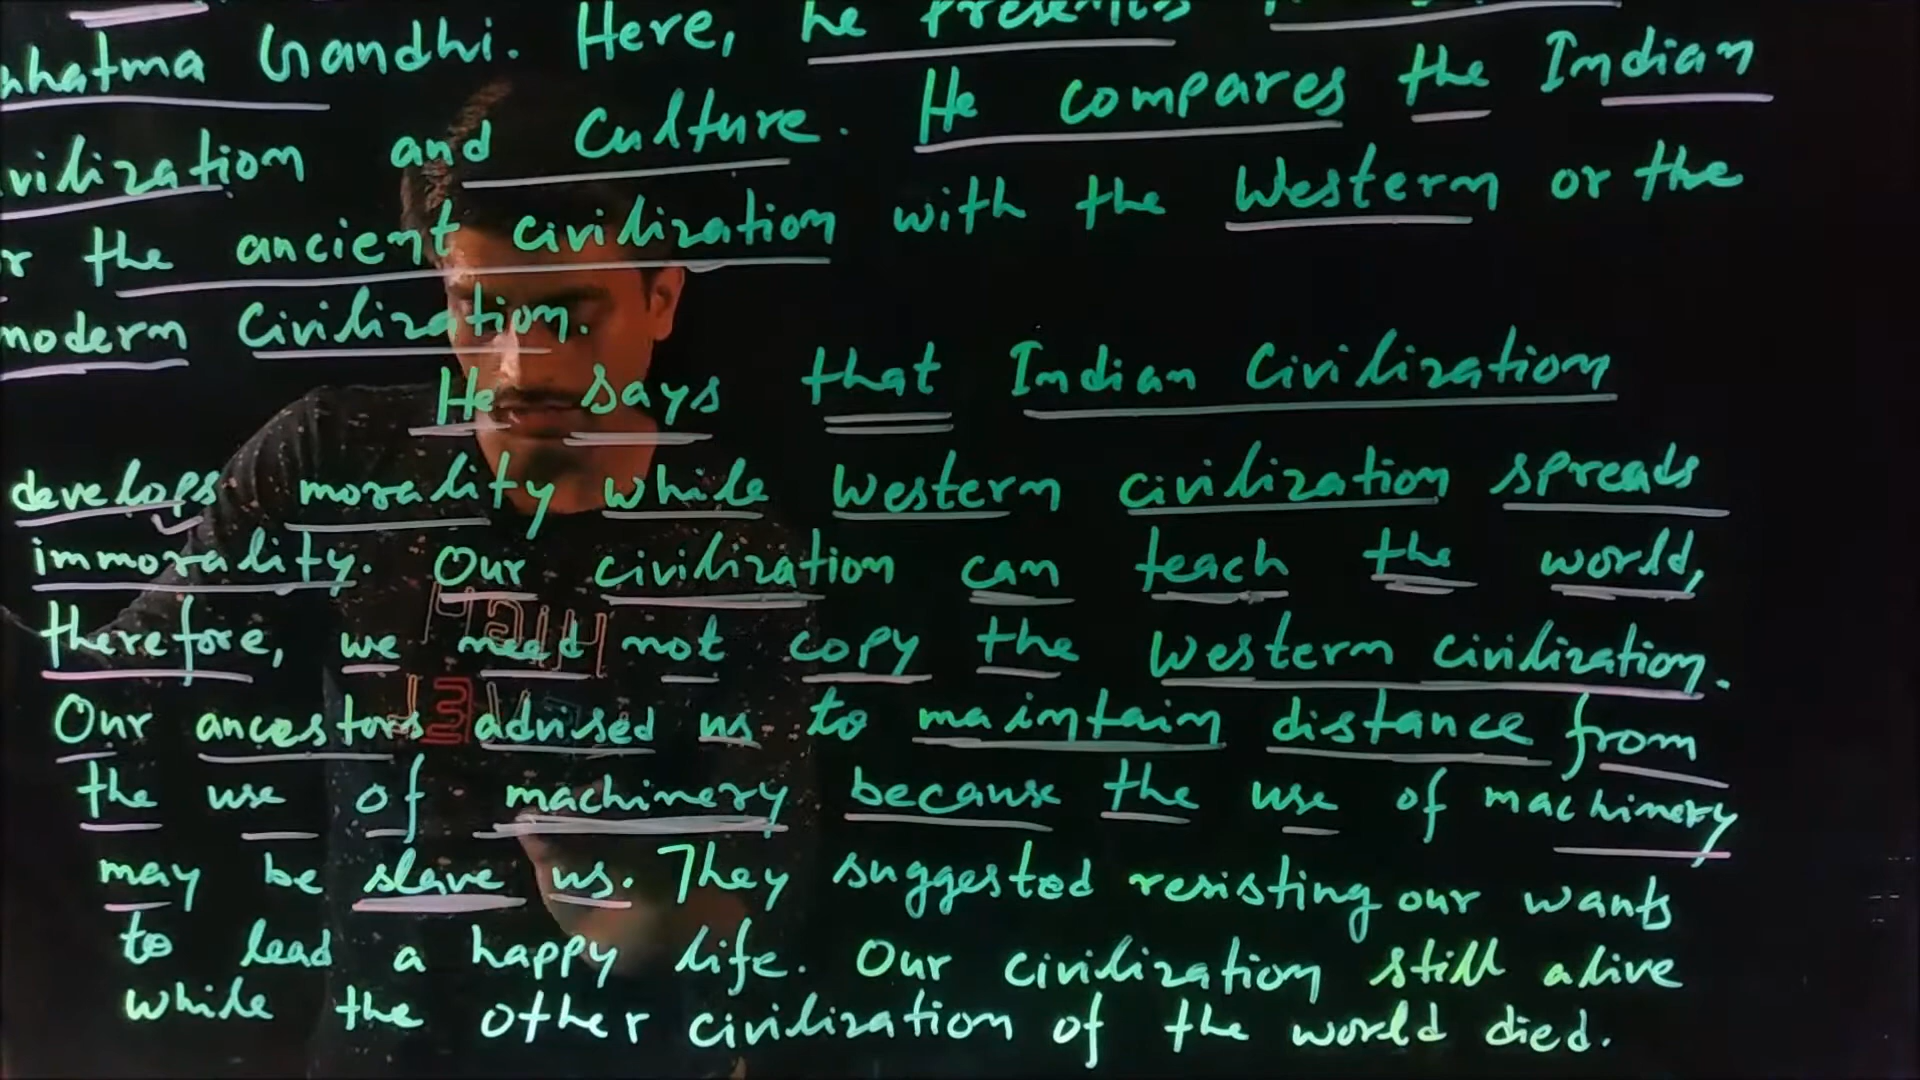 Gandhi. Here, he presents
and Culture. He compares the Indian
the ancient civilization with the Western or the
modern Civilization.
He says that Indian Civilization
develops morality while Western civilization spreads
immorality. Our civilization can teach the world,
therefore, we need not copy the Western civilization.
Our ancestors advised us to maintain distance from
the use of machinery because the use of machinery
may be slave us. They suggested resisting our wants
to lead a happy life. Our civilization still alive
while the other civilization of the world died.